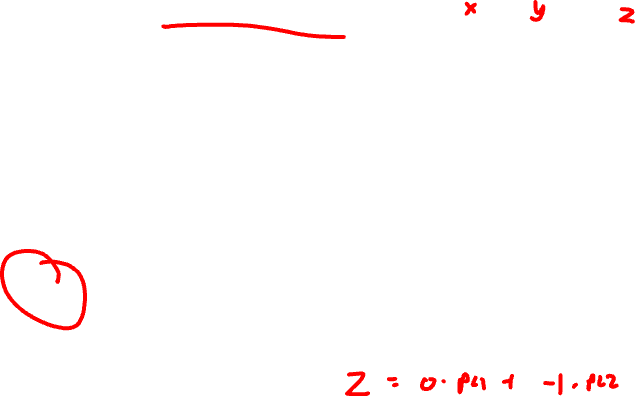 x y z
Z = 0 · PC1 + -1 · PC2